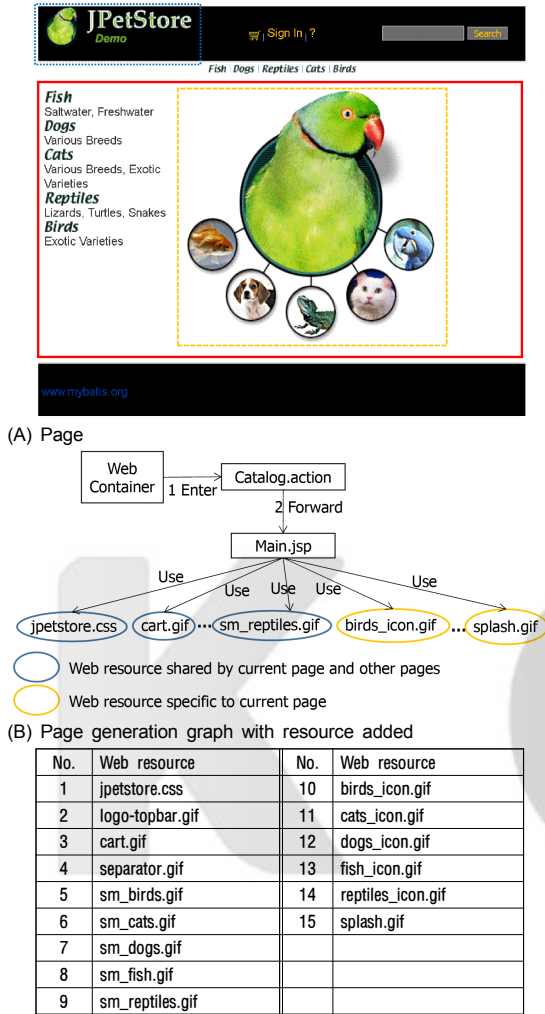 JPetStore
Demo
Sign In ?
Search
Fish Dogs Reptiles Cats Birds
Fish
Saltwater, Freshwater
Dogs
Various Breeds
Cats
Various Breeds, Exotic
Varieties
Reptiles
Lizards, Turtles, Snakes
Birds
Exotic Varieties
www.mybatis.org
(A) Page
Web
Container
1 Enter
Catalog.action
2 Forward
Main.jsp
Use Use Use Use Use
jpetstore.css cart.gif ... sm_reptiles.gif birds_icon.gif ... splash.gif
Web resource shared by current page and other pages
Web resource specific to current page
(B) Page generation graph with resource added
No. Web resource No. Web resource
1 jpetstore.css 10 birds_icon.gif
2 logo-topbar.gif 11 cats_icon.gif
3 cart.gif 12 dogs_icon.gif
4 separator.gif 13 fish_icon.gif
5 sm_birds.gif 14 reptiles_icon.gif
6 sm_cats.gif 15 splash.gif
7 sm_dogs.gif
8 sm_fish.gif
9 sm_reptiles.gif